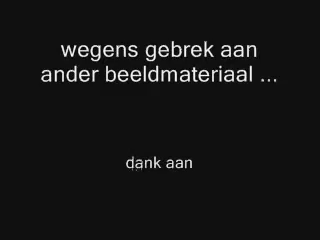 wegens gebrek aan
ander beeldmateriaal ...
dank aan